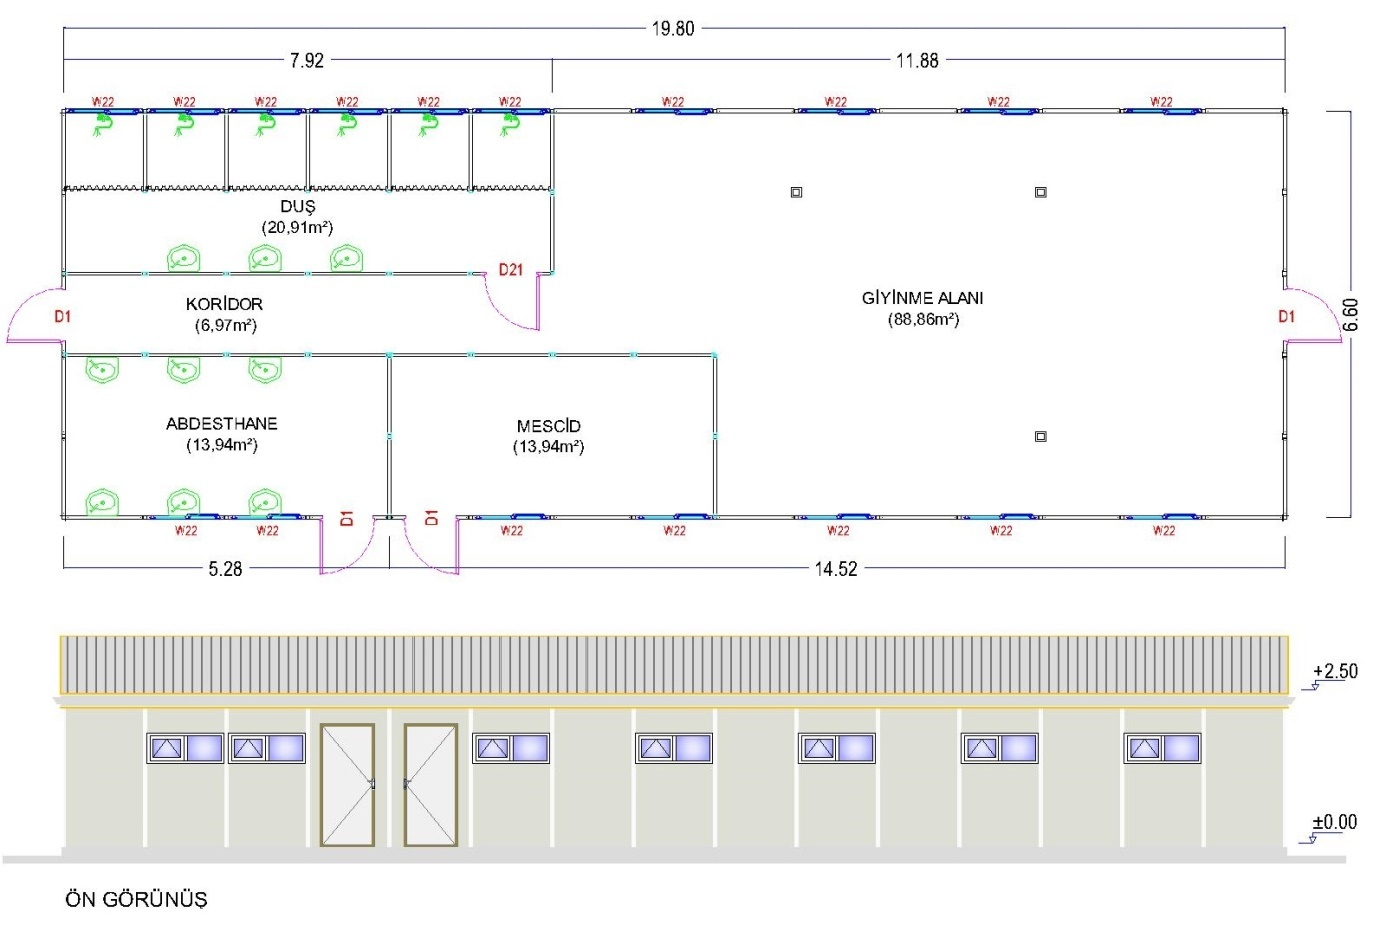 19.80
7.92 11.88
W22 W22 W22 W22 W22 W22 W22 W22 W22 W22
DUŞ
(20,91m²)
D21
KORİDOR
(6,97m²)
D1
GİYİNME ALANI
(88,86m²)
D1
6.60
ABDESTHANE
(13,94m²)
MESCİD
(13,94m²)
D1 D1
W22 W22 W22 W22 W22 W22 W22
5.28 14.52
+2.50
±0.00
ÖN GÖRÜNÜŞ